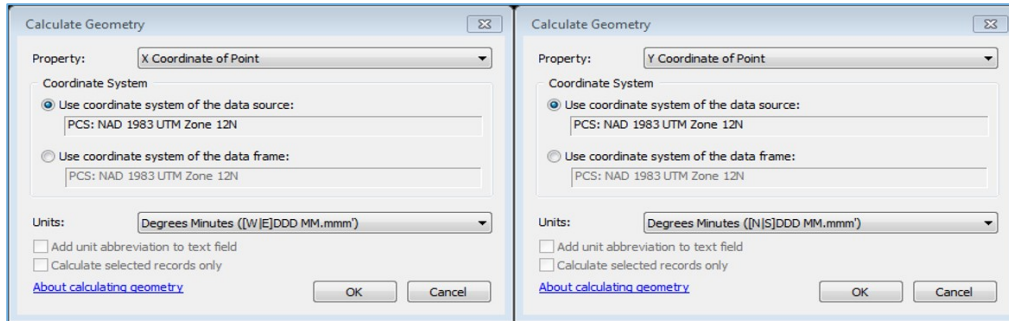 Calculate Geometry
Property: X Coordinate of Point
Coordinate System
Use coordinate system of the data source:
PCS: NAD 1983 UTM Zone 12N
Use coordinate system of the data frame:
PCS: NAD 1983 UTM Zone 12N
Units: Degrees Minutes ([W|E]DDD MM.mmm')
Add unit abbreviation to text field
Calculate selected records only
About calculating geometry OK Cancel
Calculate Geometry
Property: Y Coordinate of Point
Coordinate System
Use coordinate system of the data source:
PCS: NAD 1983 UTM Zone 12N
Use coordinate system of the data frame:
PCS: NAD 1983 UTM Zone 12N
Units: Degrees Minutes ([N|S]DDD MM.mmm')
Add unit abbreviation to text field
Calculate selected records only
About calculating geometry OK Cancel